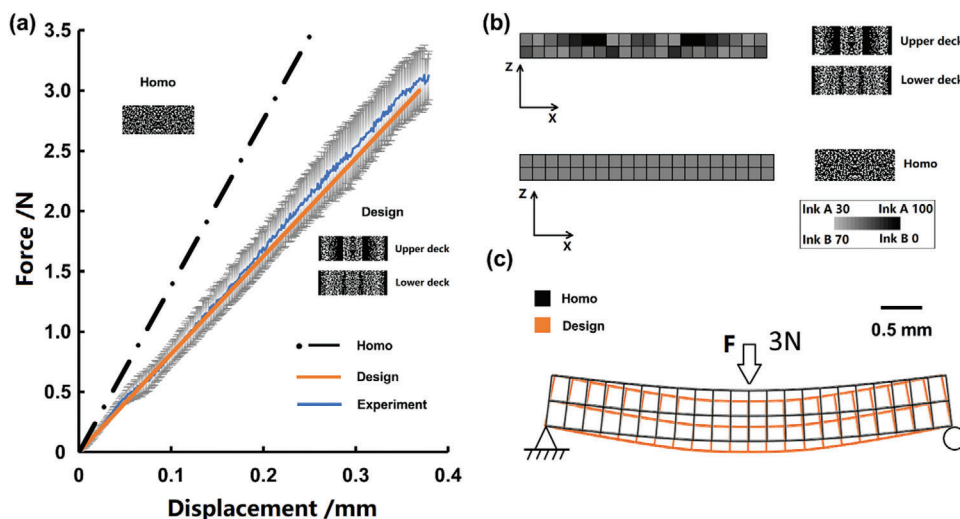 (a)
3.5
3.0
2.5
2.0
1.5
1.0
0.5
0
Force /N
0
0.1
0.2
0.3
0.4
Displacement /mm
Homo
Design
Upper deck
Lower deck
Homo
Design
Experiment
(b)
Z
X
Upper deck
Lower deck
Z
X
Homo
Ink A 30 Ink A 100
Ink B 70 Ink B 0
(c)
Homo
Design
0.5 mm
F 3N